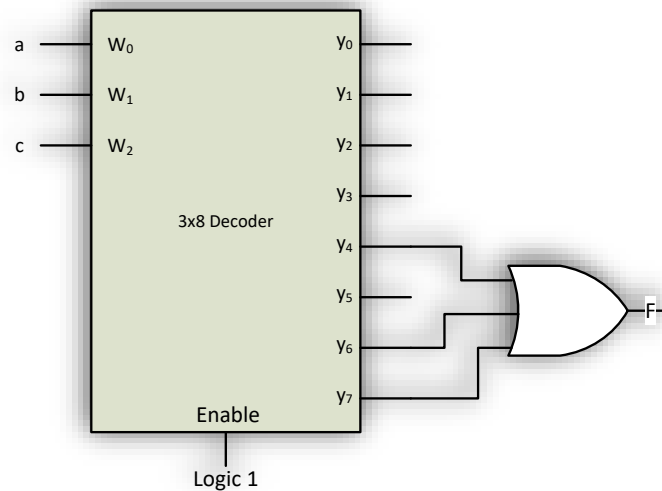 a W₀ y₀
b W₁ y₁
c W₂ y₂
y₃
3x8 Decoder
y₄
y₅
F
y₆
y₇
Enable
Logic 1